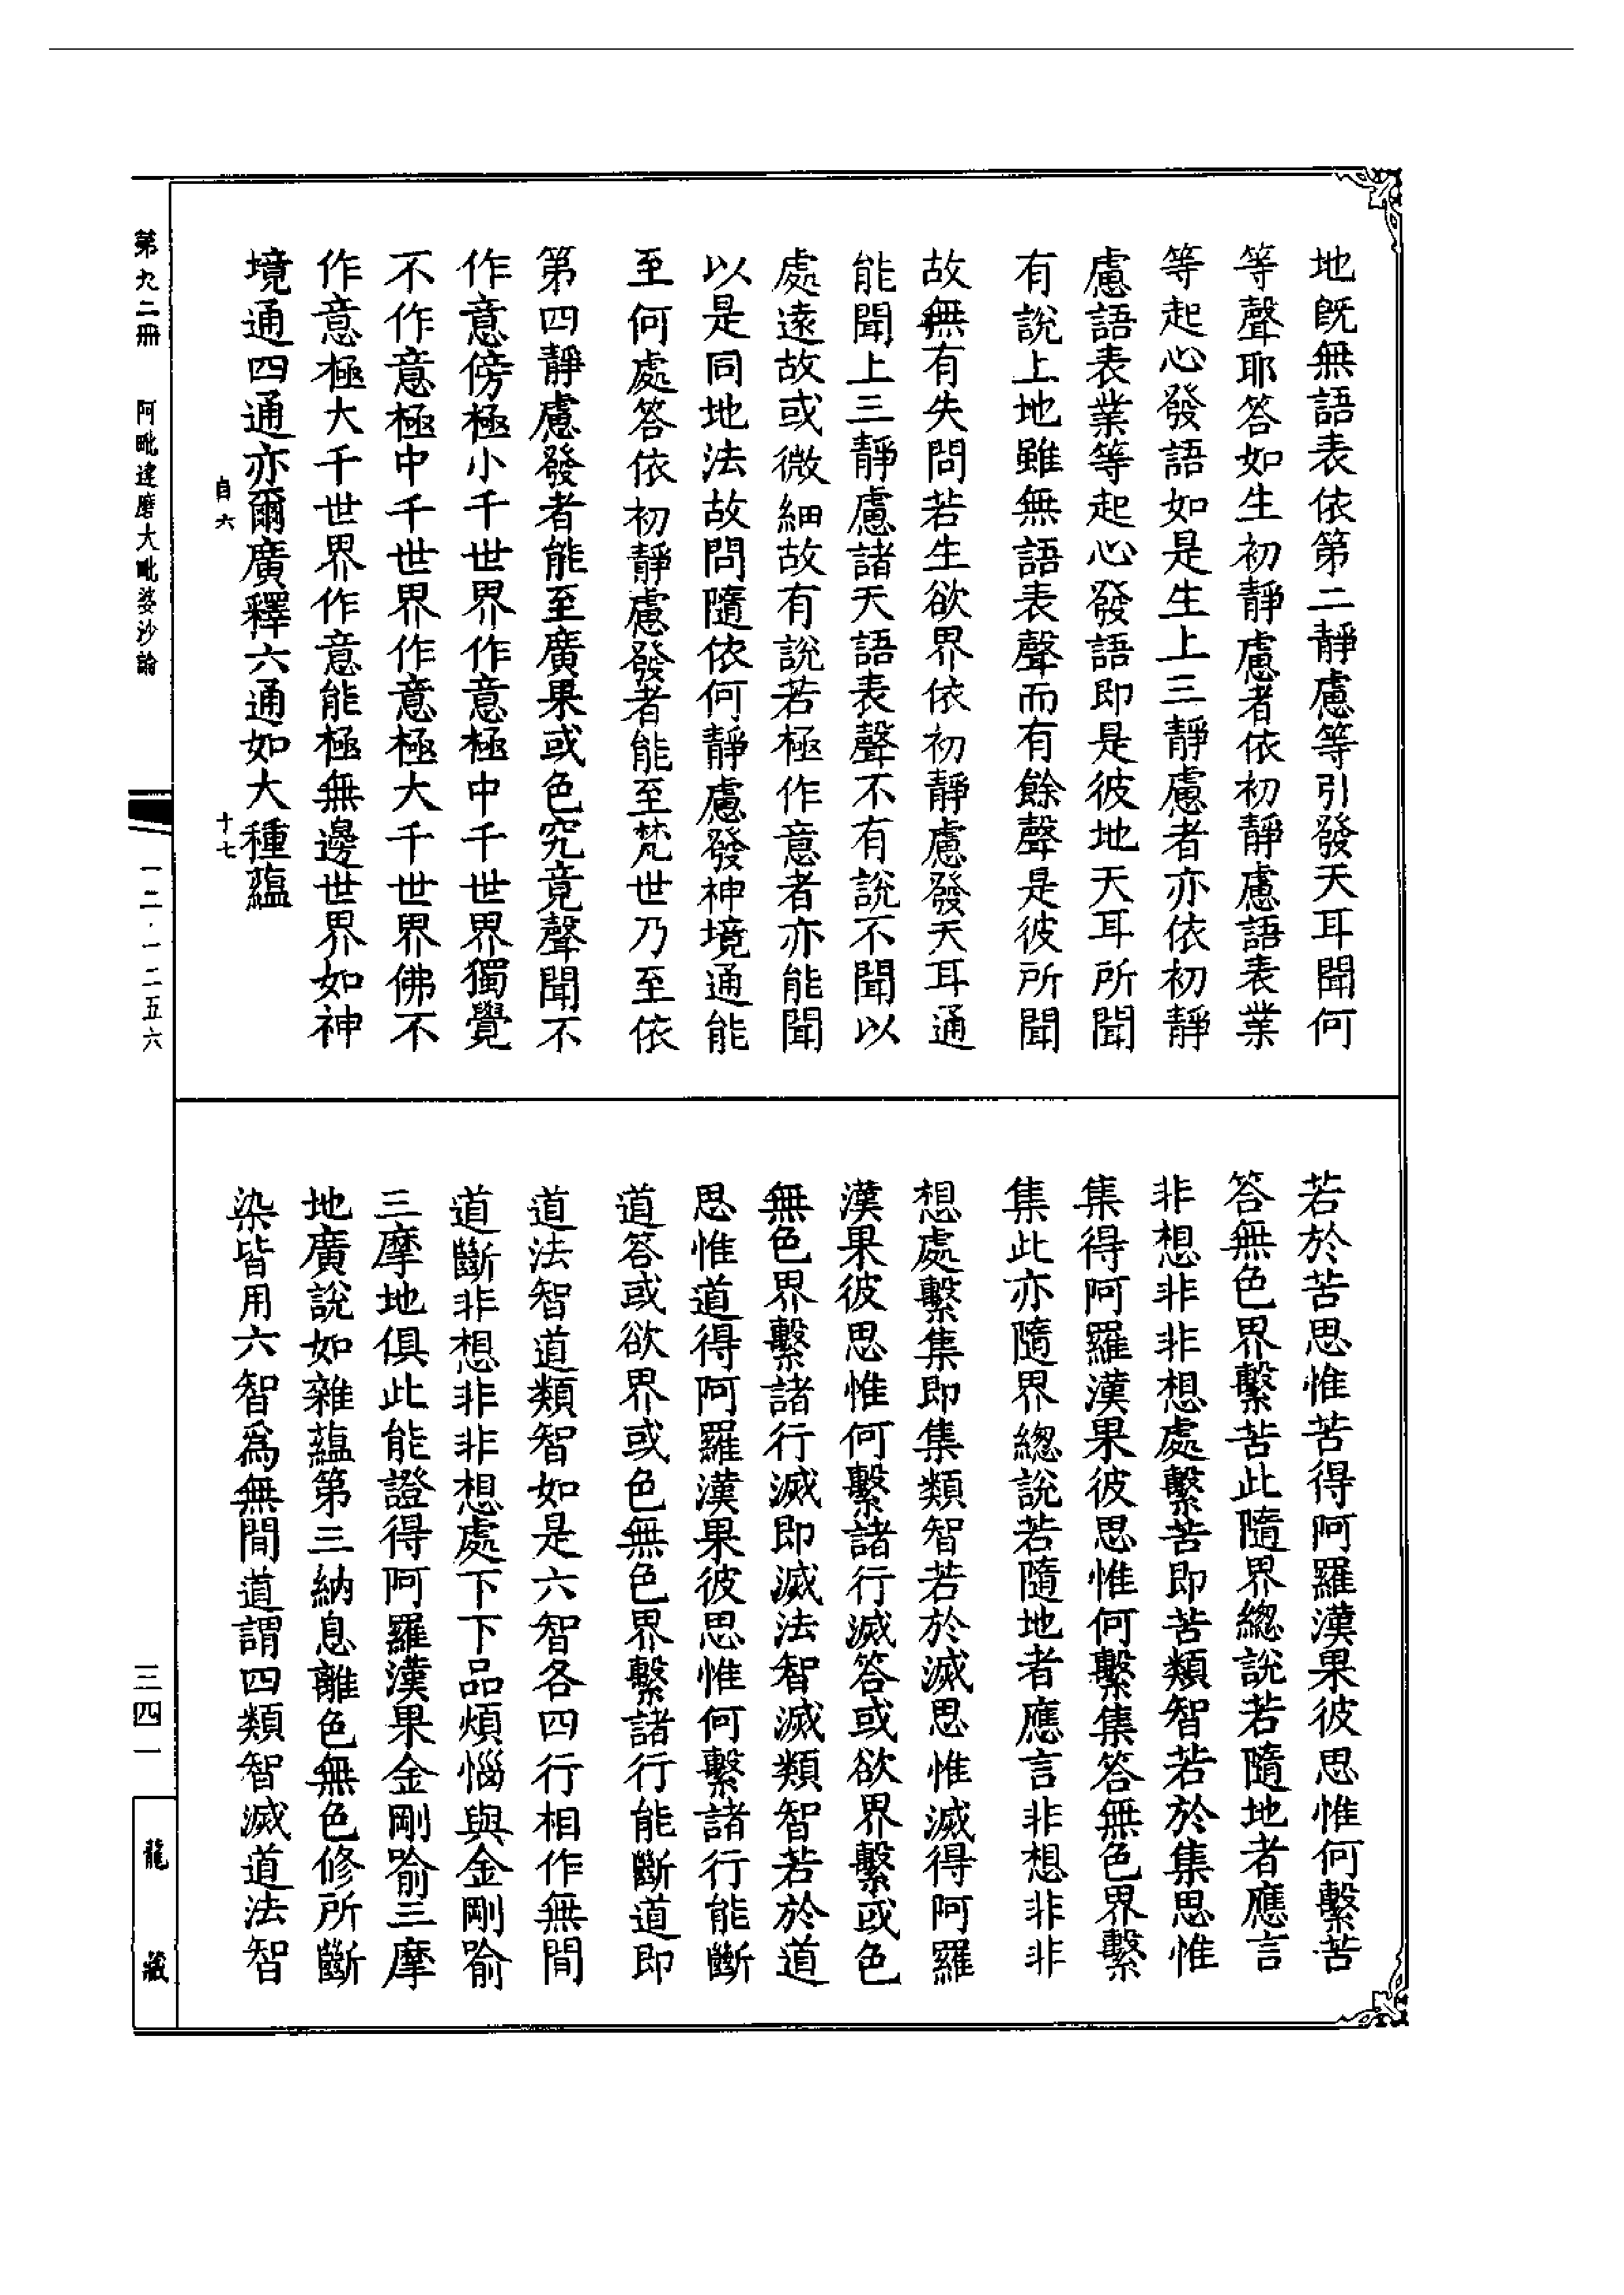 地旣無語表依第二靜慮等引發天耳聞何
等聲耶答如生初靜慮者依初靜慮語表業
等起心發語如是生上三靜慮者亦依初靜
慮語表業等起心發語即是彼地天耳所聞
有說上地雖無語表聲而有餘聲是彼所聞
故無有失問若生欲界依初靜慮發天耳通
能聞上三靜慮諸天語表聲不有說不聞以
處遠故或微細故有說若極作意者亦能聞
以是同地法故問隨依何靜慮發神境通能
至何處答依初靜慮發者能至梵世乃至依
第四靜慮發者能至廣果或色究竟聲聞不
作意傍極小千世界作意極中千世界獨覺
不作意極中千世界作意極大千世界佛不
作意極大千世界作意能極無邊世界如神
境通四通亦爾廣釋六通如大種蘊
自六
十七
若於苦思惟苦得阿羅漢果彼思惟何繫苦
答無色界繫苦此隨界總說若隨地者應言
非想非非想處繫苦即苦類智若於集思惟
集得阿羅漢果彼思惟何繫集答無色界繫
集此亦隨界總說若隨地者應言非想非非
想處繫集即集類智若於滅思惟滅得阿羅
漢果彼思惟何繫諸行滅答或欲界繫或色
無色界繫諸行滅即滅法智滅類智若於道
思惟道得阿羅漢果彼思惟何繫諸行能斷
道答或欲界或色無色界繫諸行能斷道即
道法智道類智如是六智各四行相作無間
道斷非想非非想處下下品煩惱與金剛喻
三摩地俱此能證得阿羅漢果金剛喻三摩
地廣說如雜蘊第三納息離色無色修所斷
染皆用六智爲無間道謂四類智滅道法智
第九二冊 阿毗達磨大毗婆沙論
一二·一二五六
三四一
龍藏